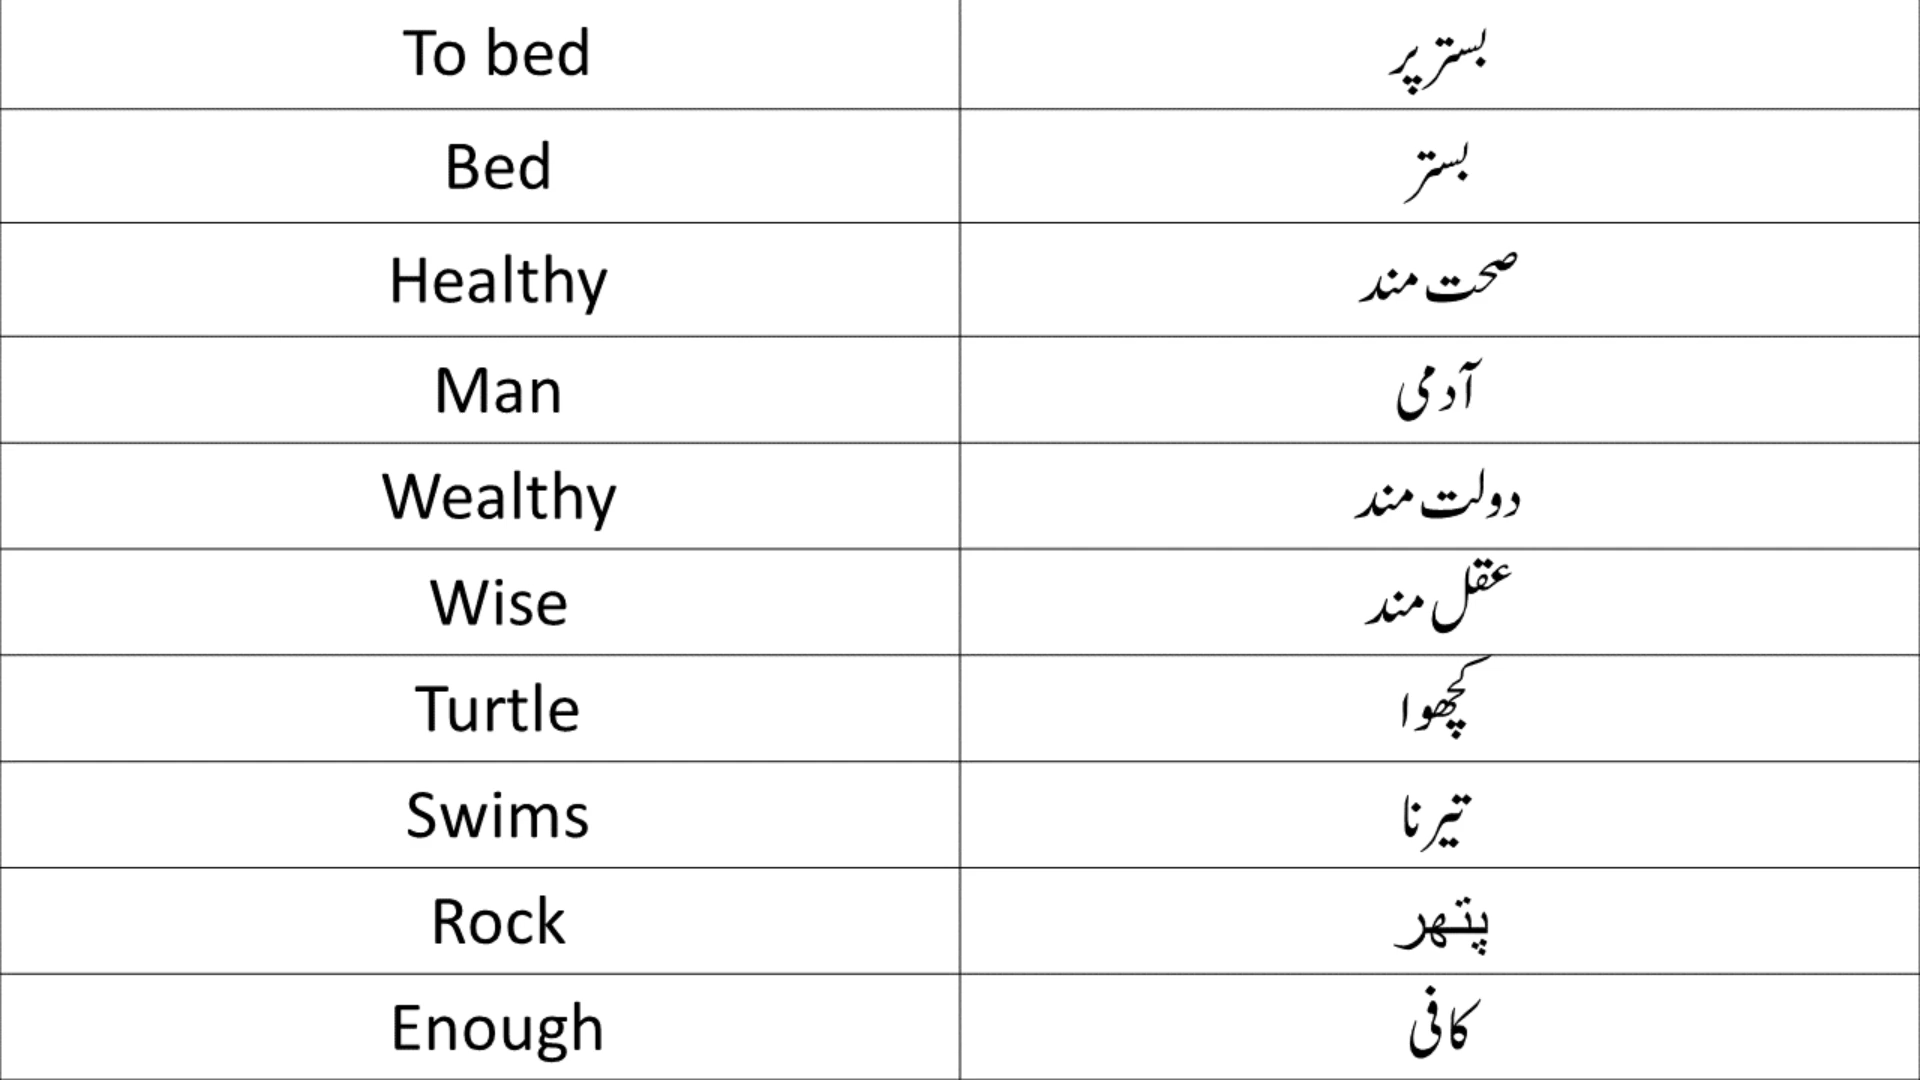 To bed بستر پر
Bed بستر
Healthy صحت مند
Man آدمی
Wealthy دولت مند
Wise عقل مند
Turtle کچھوا
Swims تیرنا
Rock پتھر
Enough کافی